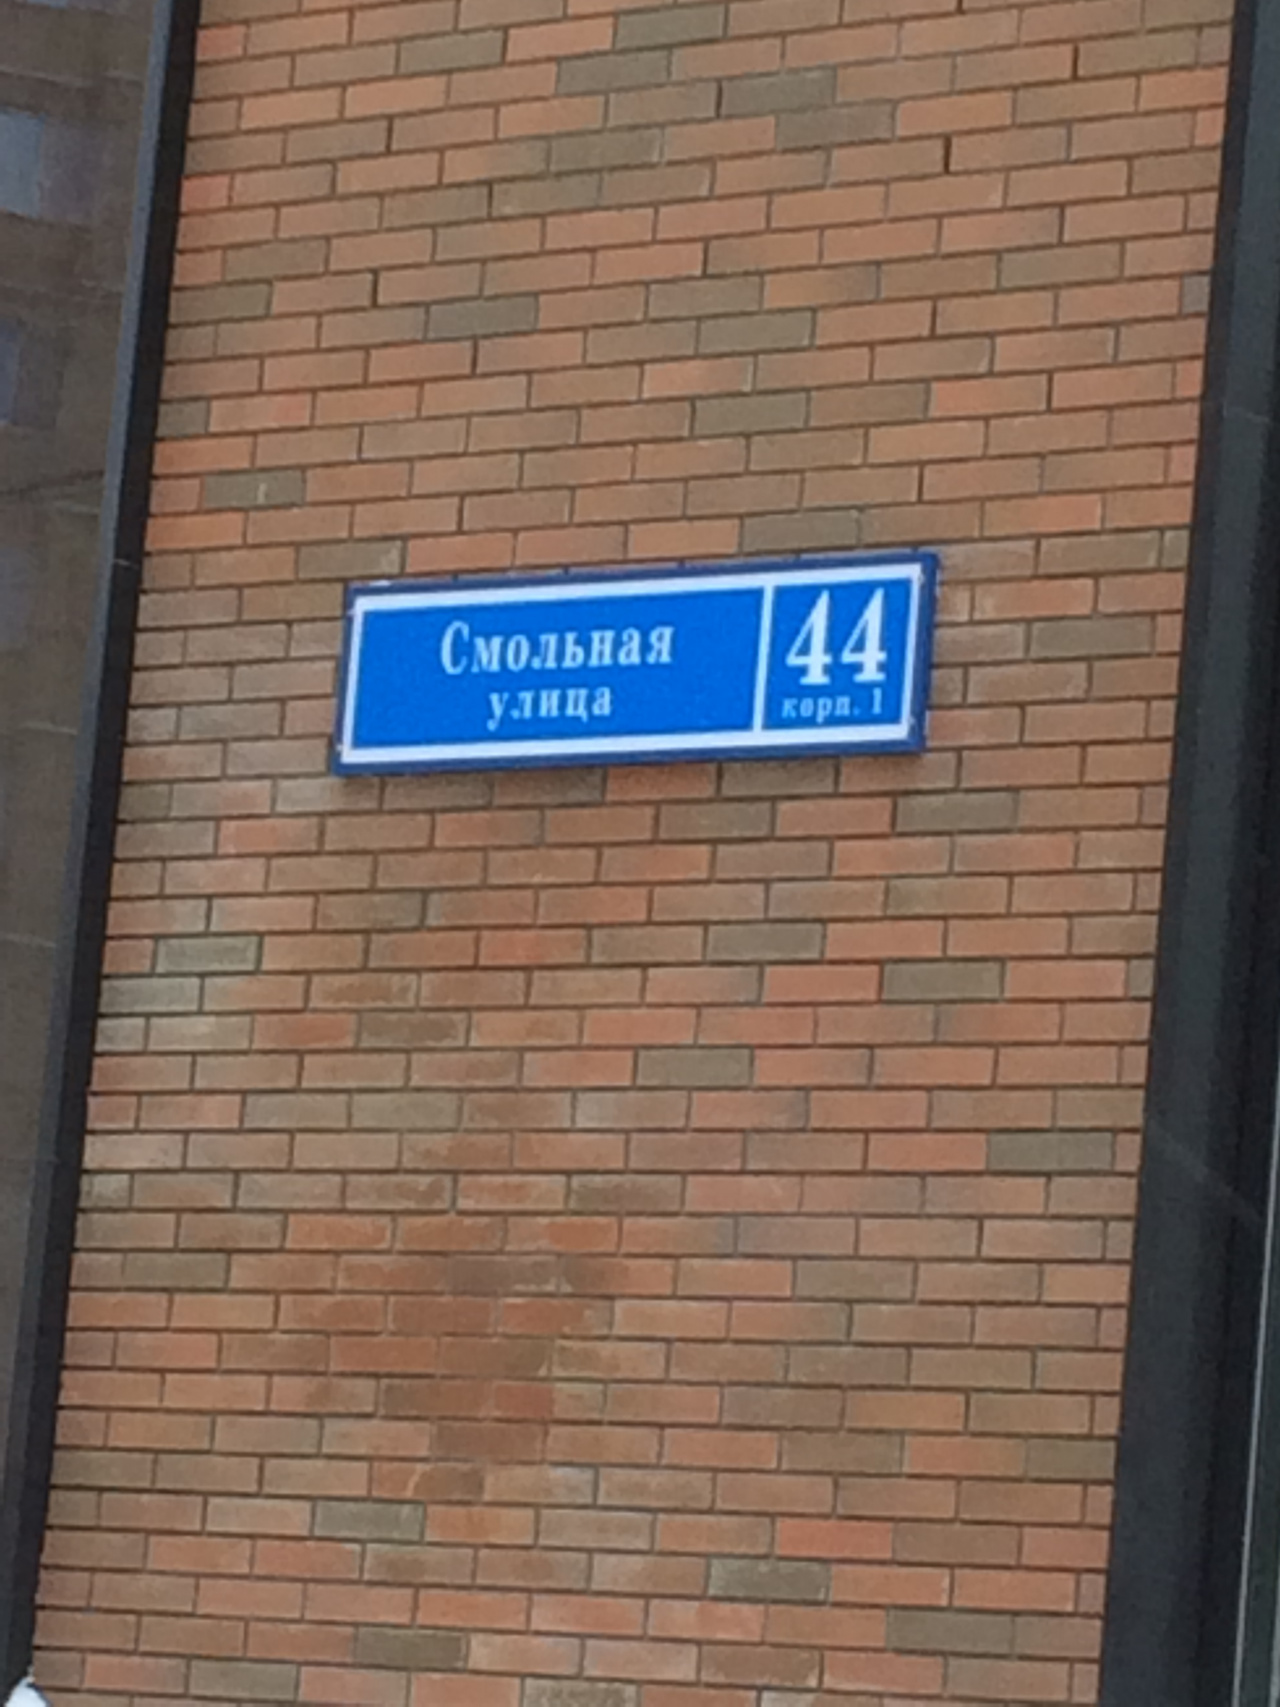 Смольная
улица
44
корп. 1